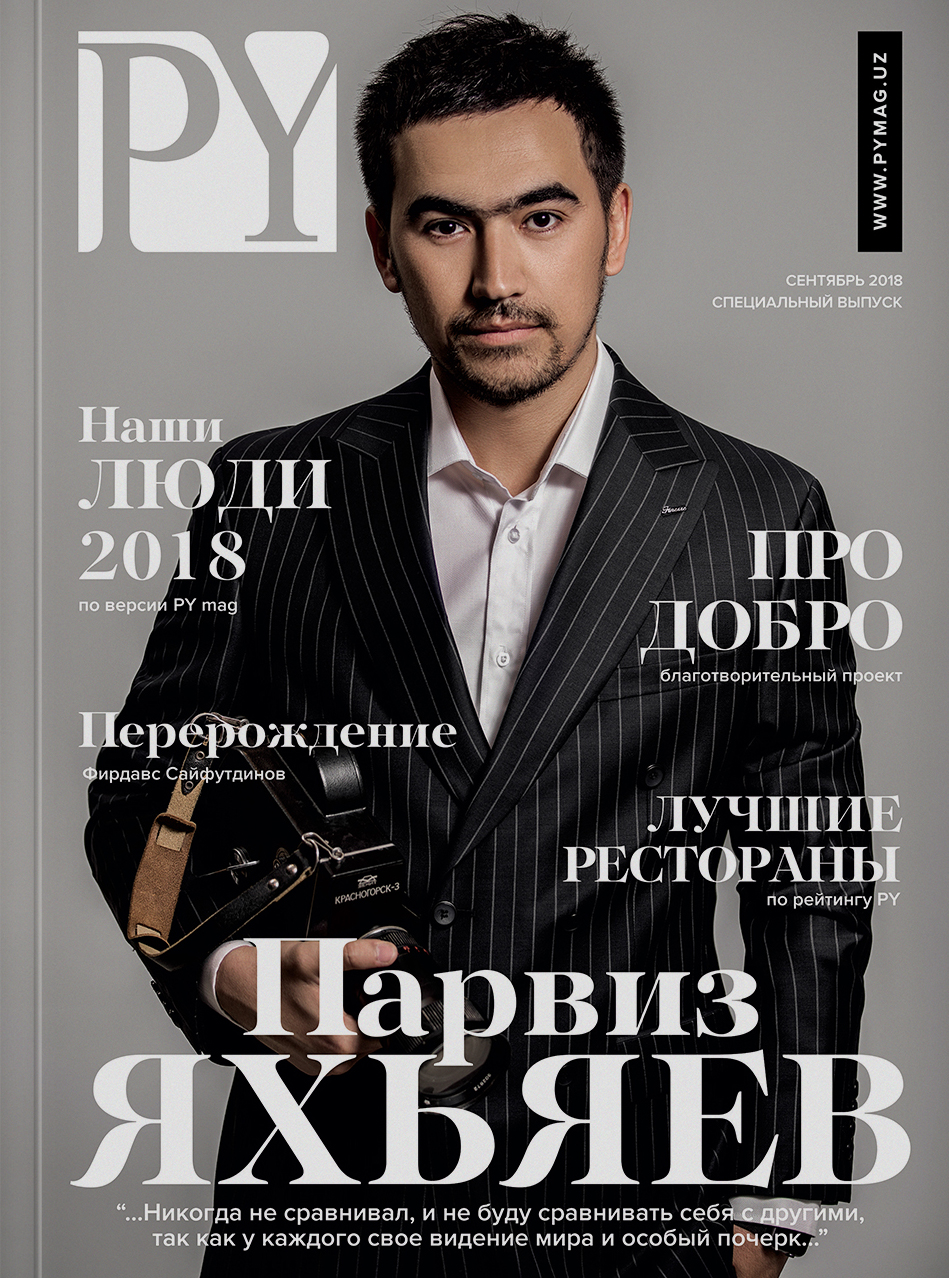 PY
WWW.PYMAG.UZ
СЕНТЯБРЬ 2018
СПЕЦИАЛЬНЫЙ ВЫПУСК
Наши
ЛЮДИ
2018
по версии PY mag
ПРО
ДОБРО
благотворительный проект
Перерождение
Фирдавс Сайфутдинов
ЛУЧШИЕ
РЕСТОРАНЫ
по рейтингу PY
КРАСНОГОРСК-3
Парвиз
ЯХЬЯЕВ
“...Никогда не сравнивал, и не буду сравнивать себя с другими,
так как у каждого свое видение мира и особый почерк...”